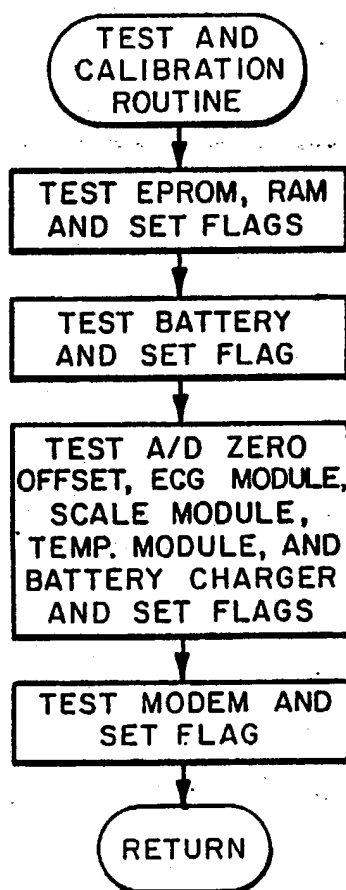 TEST AND
CALIBRATION
ROUTINE
TEST EPROM, RAM
AND SET FLAGS
TEST BATTERY
AND SET FLAG
TEST A/D ZERO
OFFSET, ECG MODULE,
SCALE MODULE,
TEMP. MODULE, AND
BATTERY CHARGER
AND SET FLAGS
TEST MODEM AND
SET FLAG
RETURN